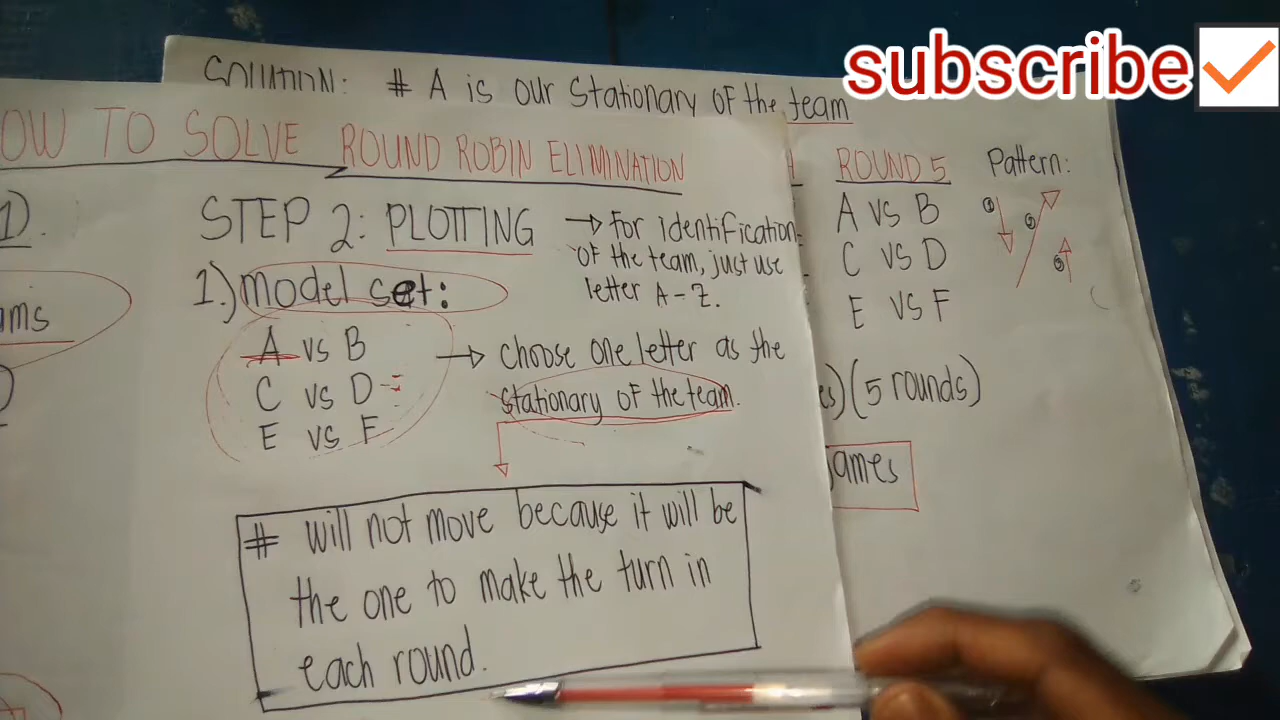 subscribe
SOLUTION: # A is our stationary of the team
OW TO SOLVE ROUND ROBIN ELIMINATION
STEP 2: PLOTTING
→ for identification
of the team, just use
letter A-Z.
1.) model set:
A vs B
C vs D
E vs F
→ choose one letter as the
stationary of the team.
# will not move because it will be
the one to make the turn in
each round.
ROUND 5
A vs B
C vs D
E vs F
(5 rounds)
Pattern:
① ② ③